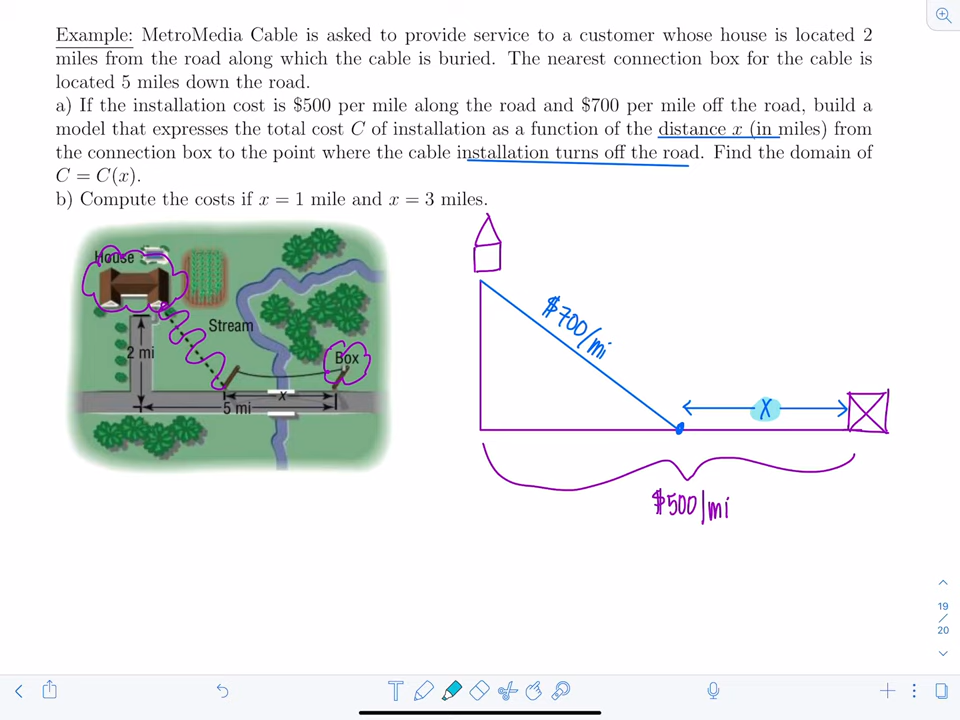 Example: MetroMedia Cable is asked to provide service to a customer whose house is located 2
miles from the road along which the cable is buried. The nearest connection box for the cable is
located 5 miles down the road.
a) If the installation cost is $500 per mile along the road and $700 per mile off the road, build a
model that expresses the total cost C of installation as a function of the distance x (in miles) from
the connection box to the point where the cable installation turns off the road. Find the domain of
C = C(x).
b) Compute the costs if x = 1 mile and x = 3 miles.
House
Stream
2 mi
Box
x
5 mi
$700/mi
X
$500/mi
19
/
20
T